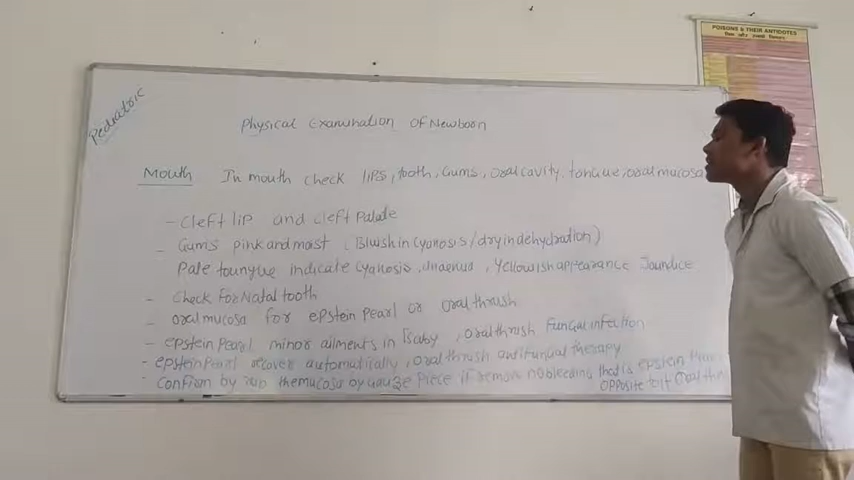 Pediatric
Physical Examination Of Newborn
POISONS & THEIR ANTIDOTES
Mouth In mouth check lips, tooth, Gums, oral cavity, tongue, oral mucosa
- Cleft lip and cleft Palate
- Gums pink and moist (Bluish in cyanosis / dry in dehydration)
Pale toungue indicate cyanosis, , Yellowish appearance Jaundice
- Check For Natal tooth
- oral mucosa for epstein Pearl or oral thrush
- epstein Pearl minor ailments in Baby, oral thrush Fungal infection
- epstein Pearl recover automatically, oral thrush antifungal therapy
- Confirm by rub the mucosa by gauze Piece if remove no bleeding that is epstein
opposite to it oral